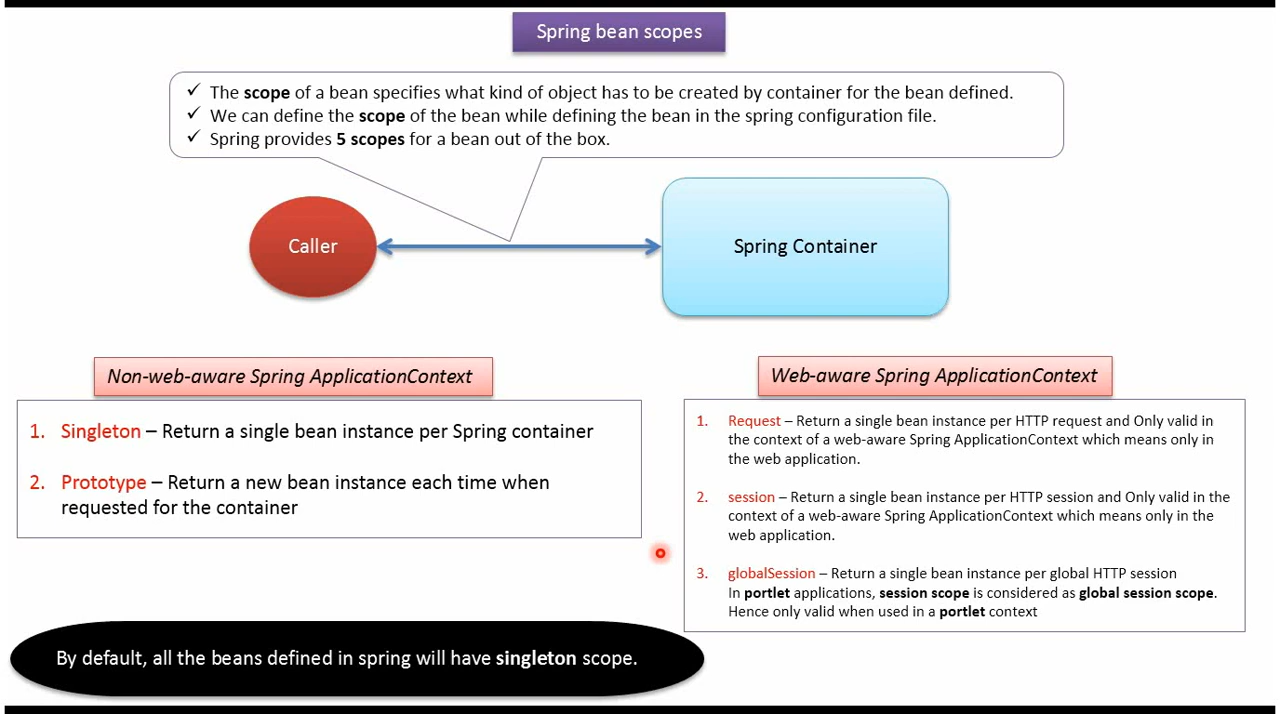 Spring bean scopes
✓ The scope of a bean specifies what kind of object has to be created by container for the bean defined.
✓ We can define the scope of the bean while defining the bean in the spring configuration file.
✓ Spring provides 5 scopes for a bean out of the box.
Caller
Spring Container
Non-web-aware Spring ApplicationContext
1. Singleton – Return a single bean instance per Spring container
2. Prototype – Return a new bean instance each time when
requested for the container
Web-aware Spring ApplicationContext
1. Request – Return a single bean instance per HTTP request and Only valid in
the context of a web-aware Spring ApplicationContext which means only in
the web application.
2. session – Return a single bean instance per HTTP session and Only valid in the
context of a web-aware Spring ApplicationContext which means only in the
web application.
3. globalSession – Return a single bean instance per global HTTP session
In portlet applications, session scope is considered as global session scope.
Hence only valid when used in a portlet context
By default, all the beans defined in spring will have singleton scope.